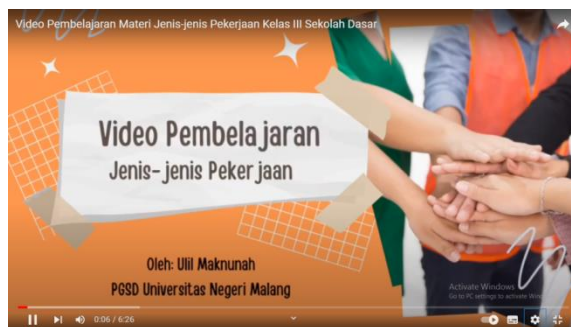 Video Pembelajaran Materi Jenis-jenis Pekerjaan Kelas III Sekolah Dasar
Video Pembelajaran
Jenis-jenis Pekerjaan
Oleh: Ulil Maknunah
PGSD Universitas Negeri Malang
Activate Windows
Go to PC settings to activate
0:06 / 6:26